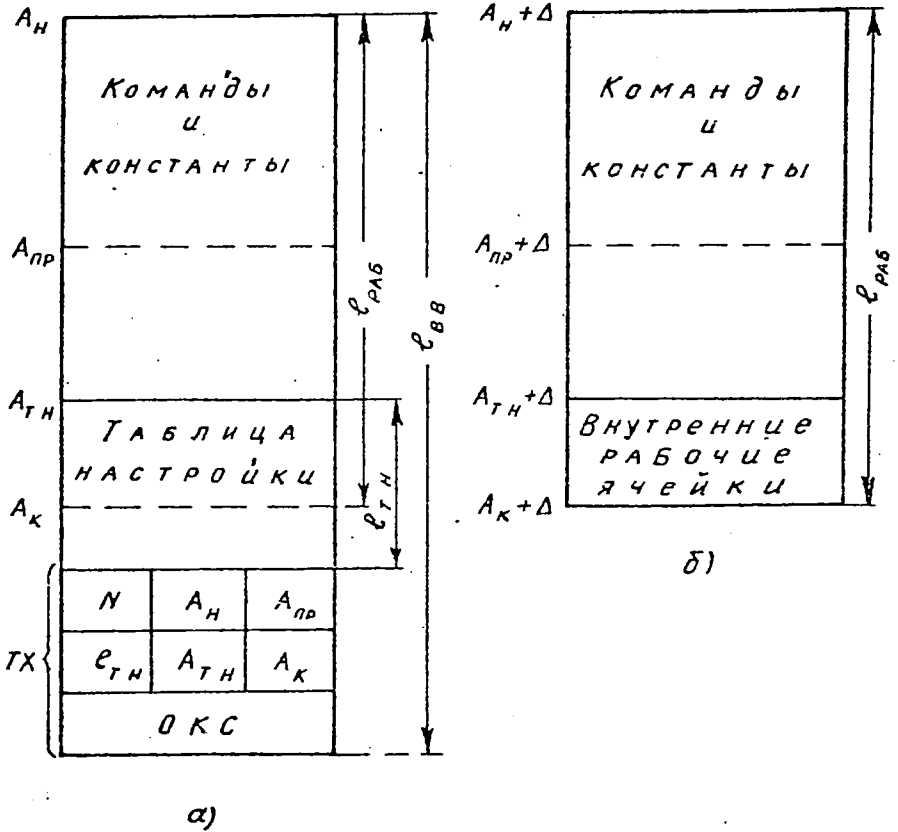 Aн
Команды
и
константы
Aпр
Aтн
Таблица
настройки
Aк
ℓраб
ℓвв
ℓтн
ТХ
N Aн Aпр
ℓтн Aтн Aк
ОКС
а)
Aн+Δ
Команды
и
константы
Aпр+Δ
Aтн+Δ
Внутренние
рабочие
ячейки
Aк+Δ
ℓраб
б)